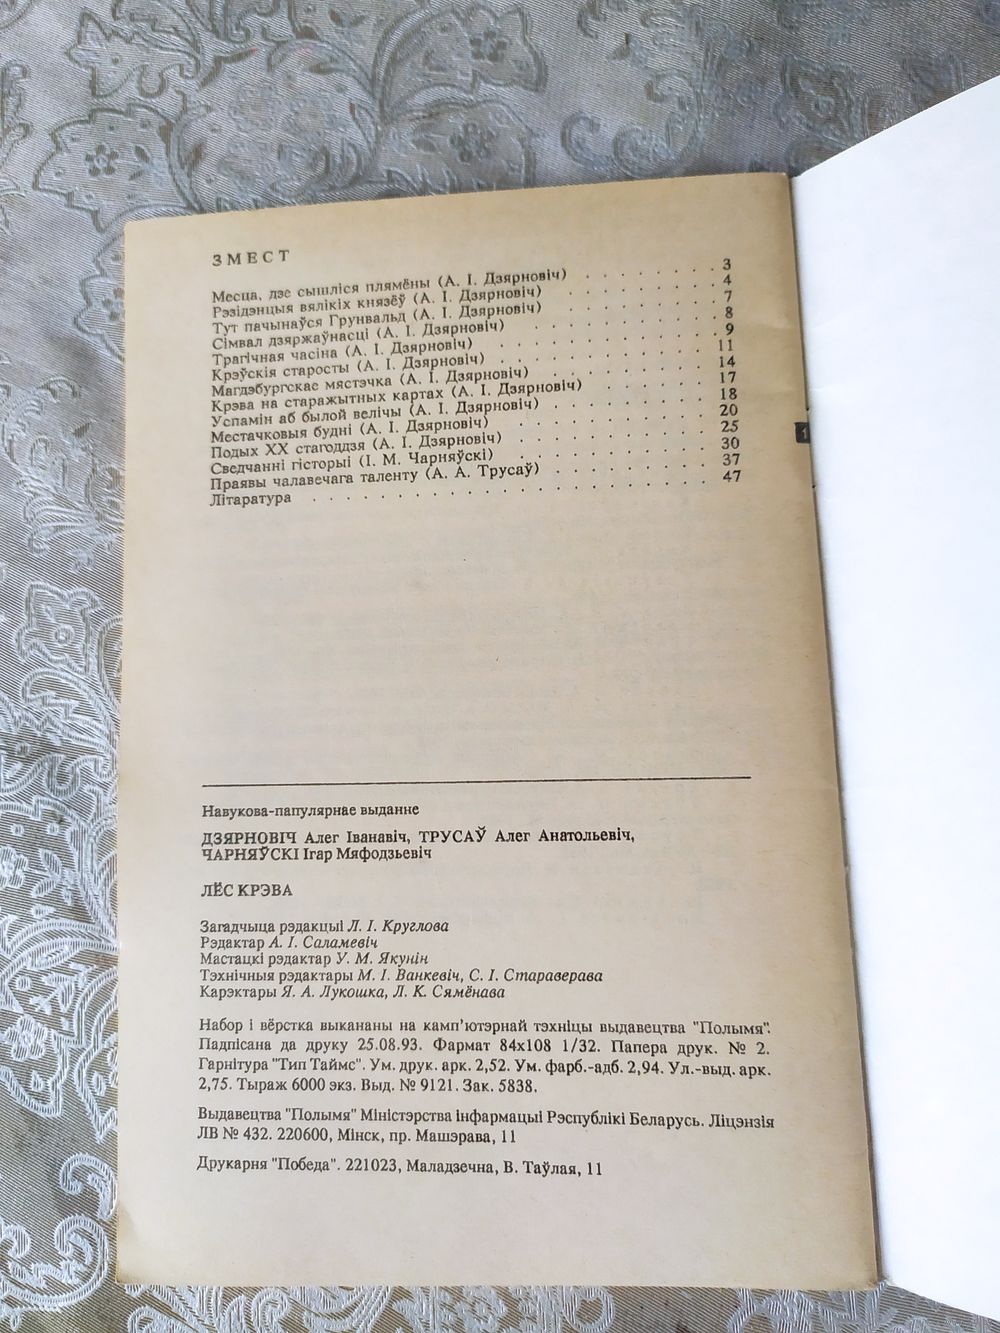 ЗМЕСТ
Месца, дзе сышліся плямёны (А. І. Дзярновіч) . . . . . . . 3
Рэзідэнцыя вялікіх князёў (А. І. Дзярновіч) . . . . . . . 4
Тут пачынаўся Грунвальд (А. І. Дзярновіч) . . . . . . . 7
Сімвал дзяржаўнасці (А. І. Дзярновіч) . . . . . . . 8
Трагічная часіна (А. І. Дзярновіч) . . . . . . . 9
Крэўскія старосты (А. І. Дзярновіч) . . . . . . . 11
Магдэбургскае мястэчка (А. І. Дзярновіч) . . . . . . . 14
Крэва на старажытных картах (А. І. Дзярновіч) . . . . . . . 17
Успамін аб былой велічы (А. І. Дзярновіч) . . . . . . . 18
Местачковыя будні (А. І. Дзярновіч) . . . . . . . 20
Подых ХХ стагоддзя (А. І. Дзярновіч) . . . . . . . 25
Сведчанні гісторыі (І. М. Чарняўскі) . . . . . . . 30
Праявы чалавечага таленту (А. А. Трусаў) . . . . . . . 37
Літаратура . . . . . . . 47
Навукова-папулярнае выданне
ДЗЯРНОВІЧ Алег Іванавіч, ТРУСАЎ Алег Анатольевіч,
ЧАРНЯЎСКІ Ігар Мяфодзьевіч
ЛЁС КРЭВА
Загадчыца рэдакцыі Л. І. Круглова
Рэдактар А. І. Саламевіч
Мастацкі рэдактар У. М. Якунін
Тэхнічныя рэдактары М. І. Ванкевіч, С. І. Стараверава
Карэктары Я. А. Лукошка, Л. К. Сямёнава
Набор і вёрстка выкананы на камп'ютэрнай тэхніцы выдавецтва "Полымя".
Падпісана да друку 25.08.93. Фармат 84х108 1/32. Папера друк. № 2.
Гарнітура "Тип Таймс". Ум. друк. арк. 2,52. Ум. фарб.-адб. 2,94. Ул.-выд. арк.
2,75. Тыраж 6000 экз. Выд. № 9121. Зак. 5838.
Выдавецтва "Полымя" Міністэрства інфармацыі Рэспублікі Беларусь. Ліцэнзія
ЛВ № 432. 220600, Мінск, пр. Машэрава, 11
Друкарня "Победа". 221023, Маладзечна, В. Таўлая, 11